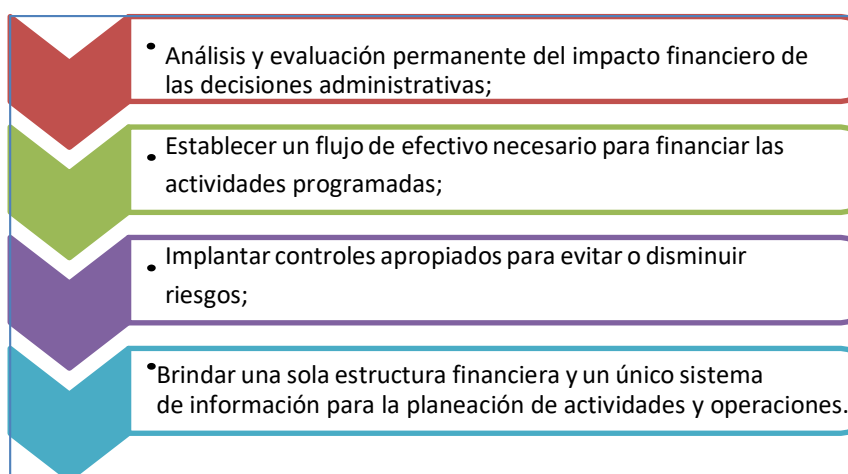 • Análisis y evaluación permanente del impacto financiero de
las decisiones administrativas;
• Establecer un flujo de efectivo necesario para financiar las
actividades programadas;
• Implantar controles apropiados para evitar o disminuir
riesgos;
• Brindar una sola estructura financiera y un único sistema
de información para la planeación de actividades y operaciones.